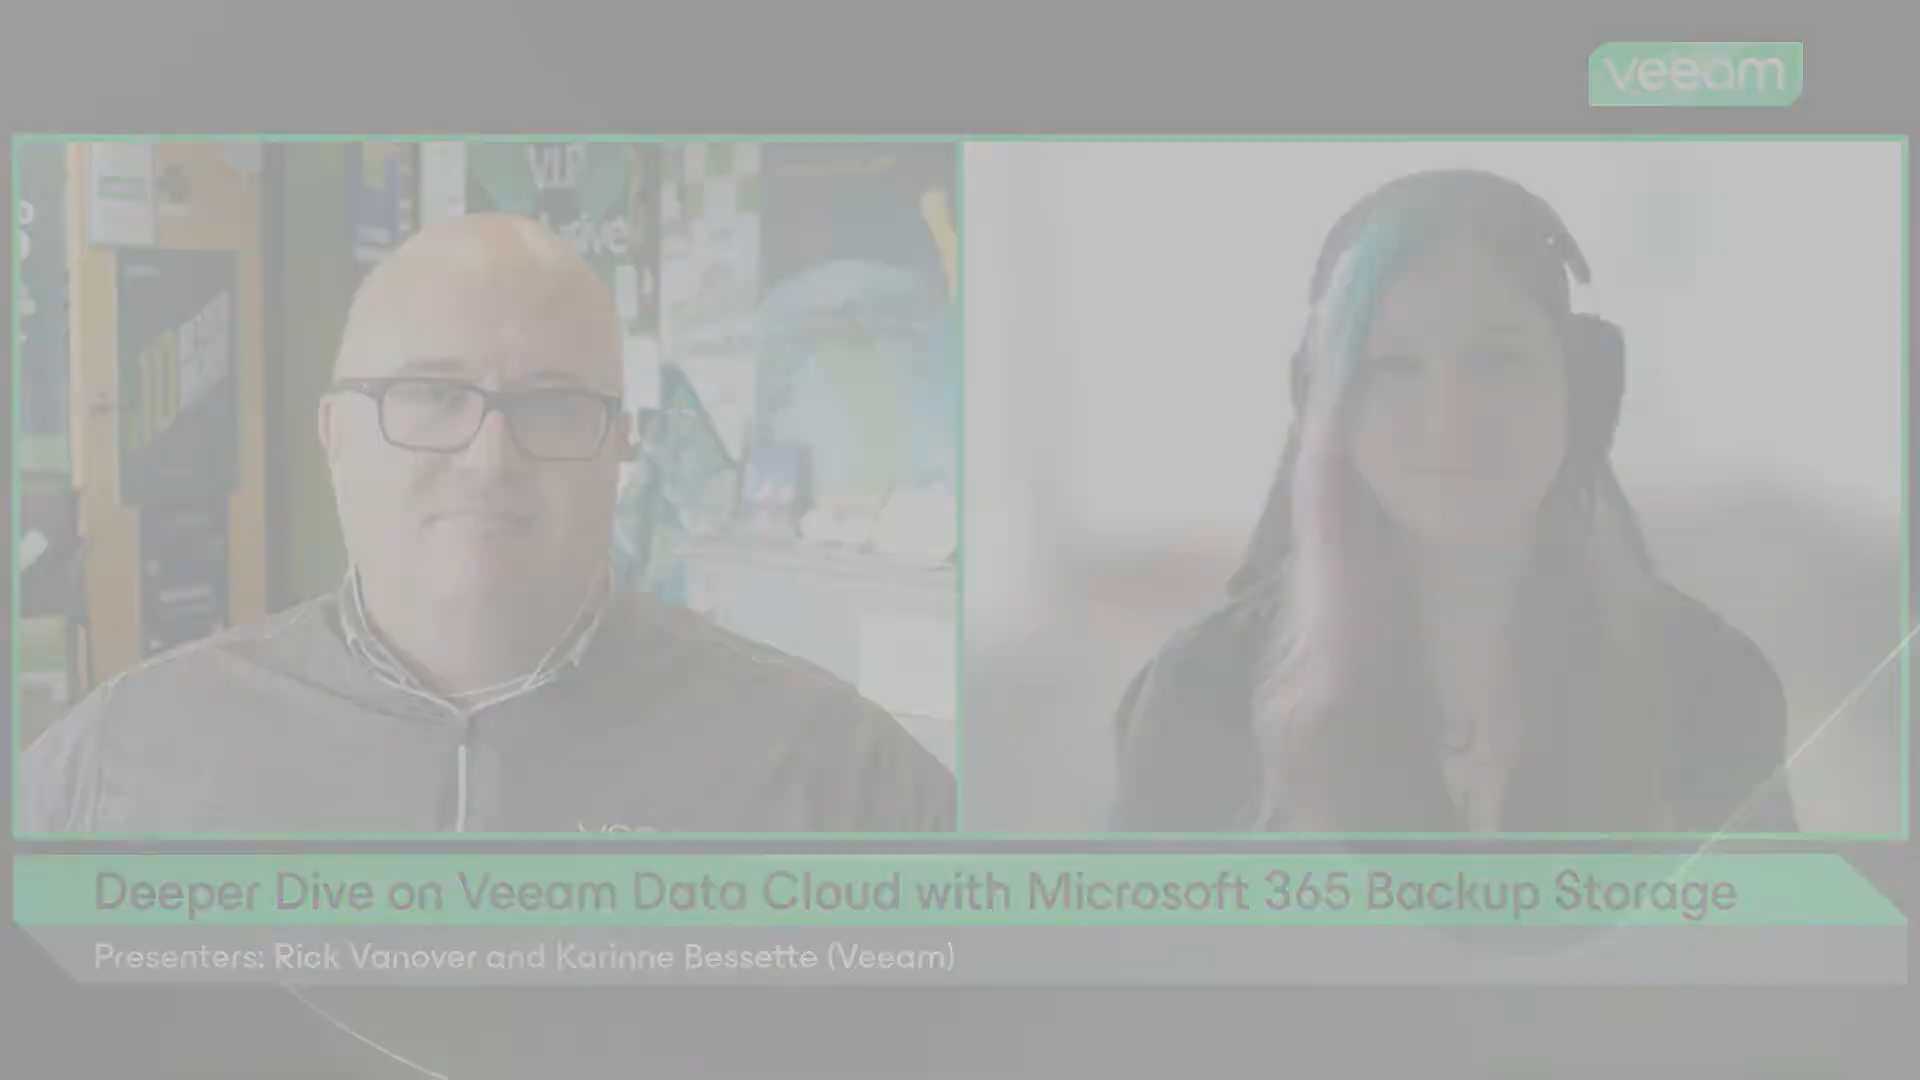 veeam
Deeper Dive on Veeam Data Cloud with Microsoft 365 Backup Storage
Presenters: Rick Vanover and Karinne Bessette (Veeam)